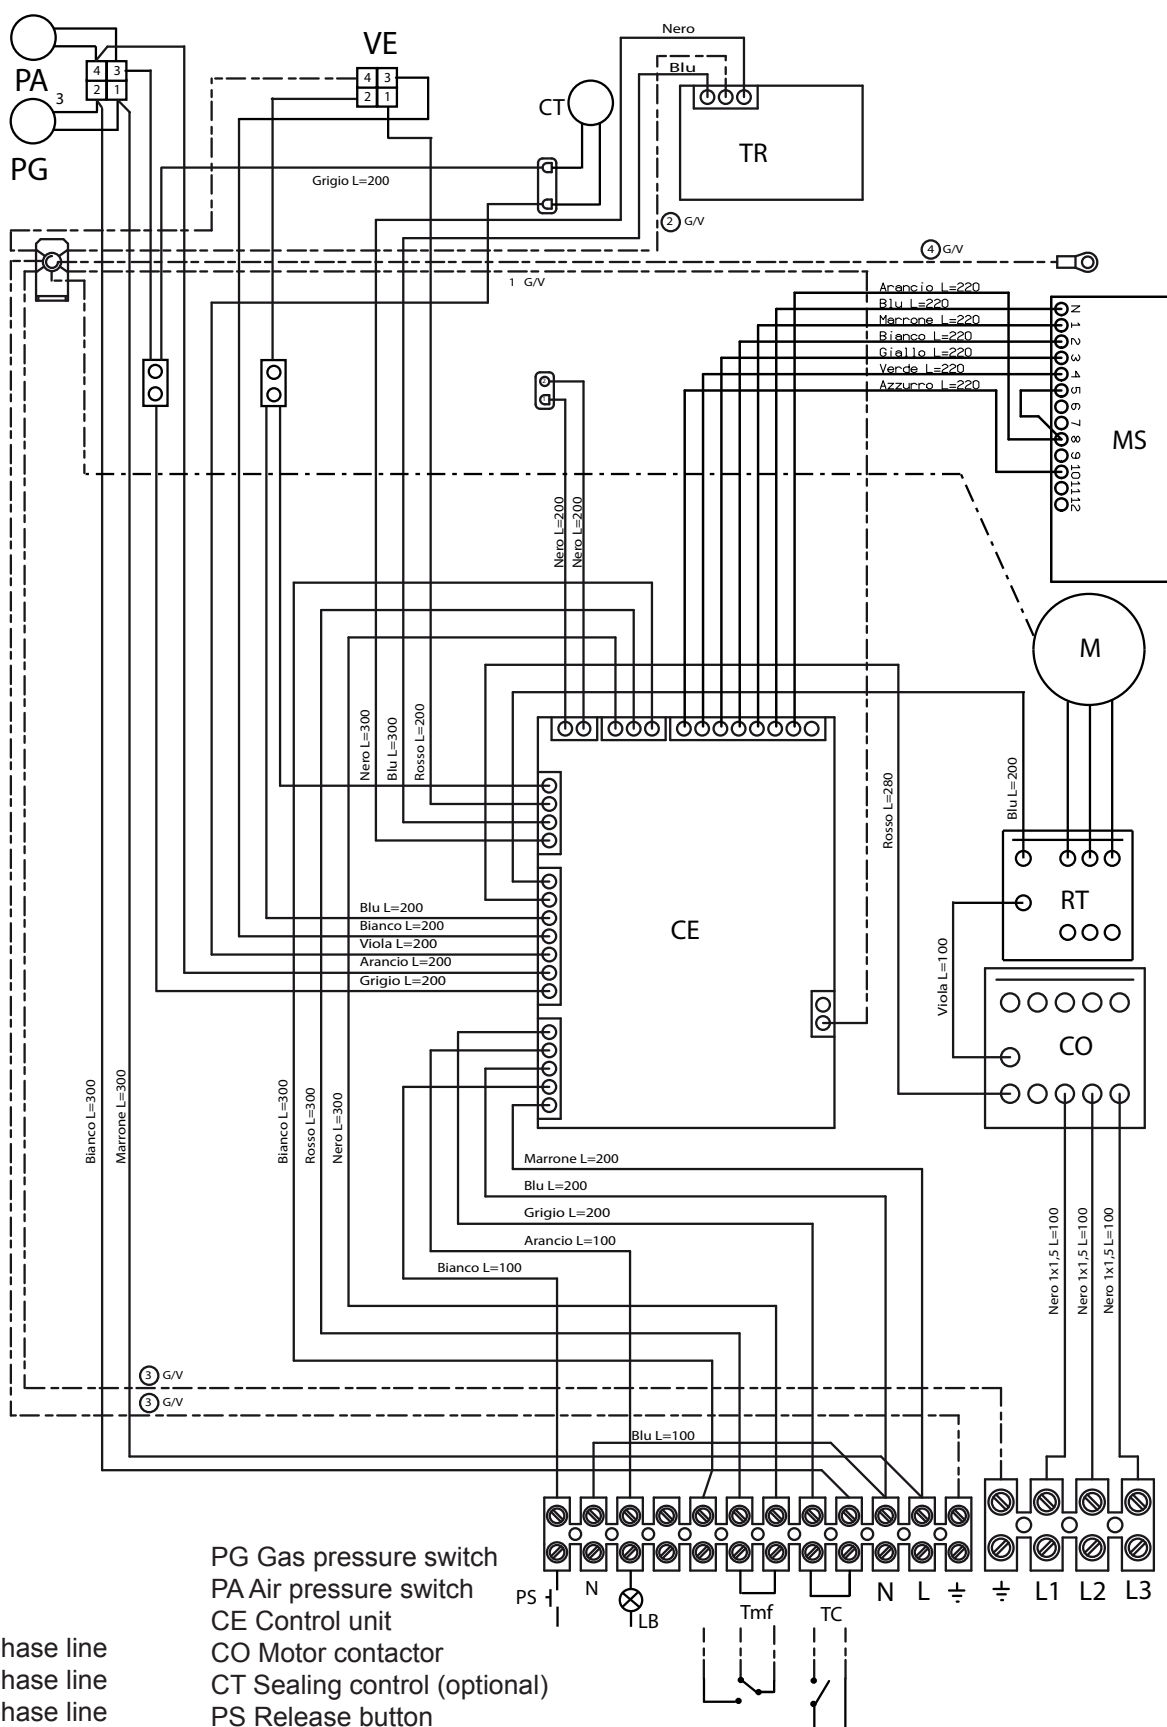 Nero
VE
Blu
4 3
2 1
PA
3
PG
4 3
2 1
CT
TR
Grigio L=200
2 G/V
4 G/V
1 G/V
Arancio L=220
Blu L=220
Marrone L=220
Bianco L=220
Giallo L=220
Verde L=220
Azzurro L=220
N
1
2
3
4
5
6
7
8
9
10
11
12
MS
Nero L=200
Nero L=200
M
Nero L=300
Blu L=300
Rosso L=200
Rosso L=280
Blu L=200
RT
CE
Blu L=200
Bianco L=200
Viola L=200
Arancio L=200
Grigio L=200
Viola L=100
CO
Bianco L=300
Marrone L=300
Bianco L=300
Rosso L=300
Nero L=300
Marrone L=200
Blu L=200
Grigio L=200
Arancio L=100
Bianco L=100
Nero 1x1,5 L=100
Nero 1x1,5 L=100
Nero 1x1,5 L=100
3 G/V
3 G/V
Blu L=100
PS
N
LB
Tmf
TC
N
L
L1
L2
L3
PG Gas pressure switch
PA Air pressure switch
CE Control unit
hase line
CO Motor contactor
hase line
CT Sealing control (optional)
hase line
PS Release button